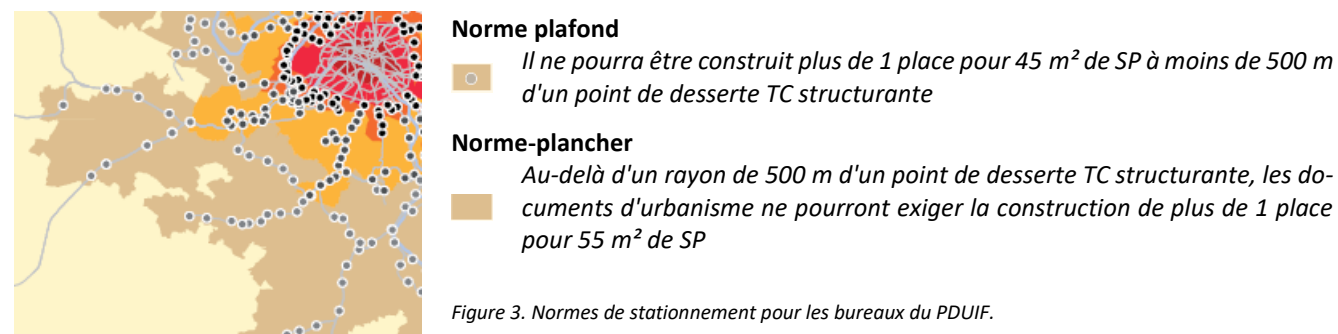 Norme plafond
Il ne pourra être construit plus de 1 place pour 45 m² de SP à moins de 500 m
d'un point de desserte TC structurante
Norme-plancher
Au-delà d'un rayon de 500 m d'un point de desserte TC structurante, les do-
cuments d'urbanisme ne pourront exiger la construction de plus de 1 place
pour 55 m² de SP
Figure 3. Normes de stationnement pour les bureaux du PDUIF.